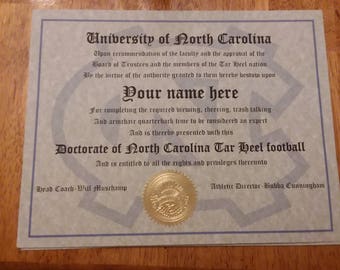 University of North Carolina
Upon recommendation of the faculty and the approval of the
Board of Trustees and the members of the Tar Heel nation
By the virtue of the authority granted to them hereby bestow upon
Your name here
For completing the required viewing, cheering, trash talking
And armchair quarterback time to be considered an expert
And is thereby presented with this
Doctorate of North Carolina Tar Heel football
And is entitled to all the rights and privileges thereunto
Head Coach-Will Muschamp
Athletic Director-Bubba Cunningham